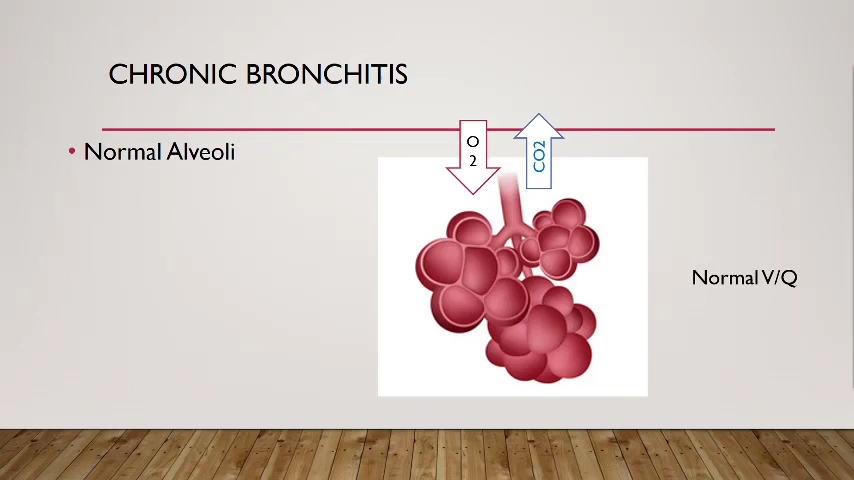 CHRONIC BRONCHITIS
• Normal Alveoli
O
2
CO2
Normal V/Q